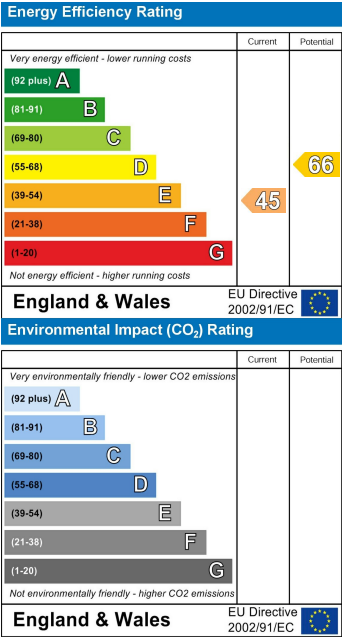 Energy Efficiency Rating
Current Potential
Very energy efficient - lower running costs
(92 plus) A
(81-91) B
(69-80) C
(55-68) D
66
(39-54) E
45
(21-38) F
(1-20) G
Not energy efficient - higher running costs
England & Wales
EU Directive
2002/91/EC
Environmental Impact (CO2) Rating
Current Potential
Very environmentally friendly - lower CO2 emissions
(92 plus) A
(81-91) B
(69-80) C
(55-68) D
(39-54) E
(21-38) F
(1-20) G
Not environmentally friendly - higher CO2 emissions
England & Wales
EU Directive
2002/91/EC